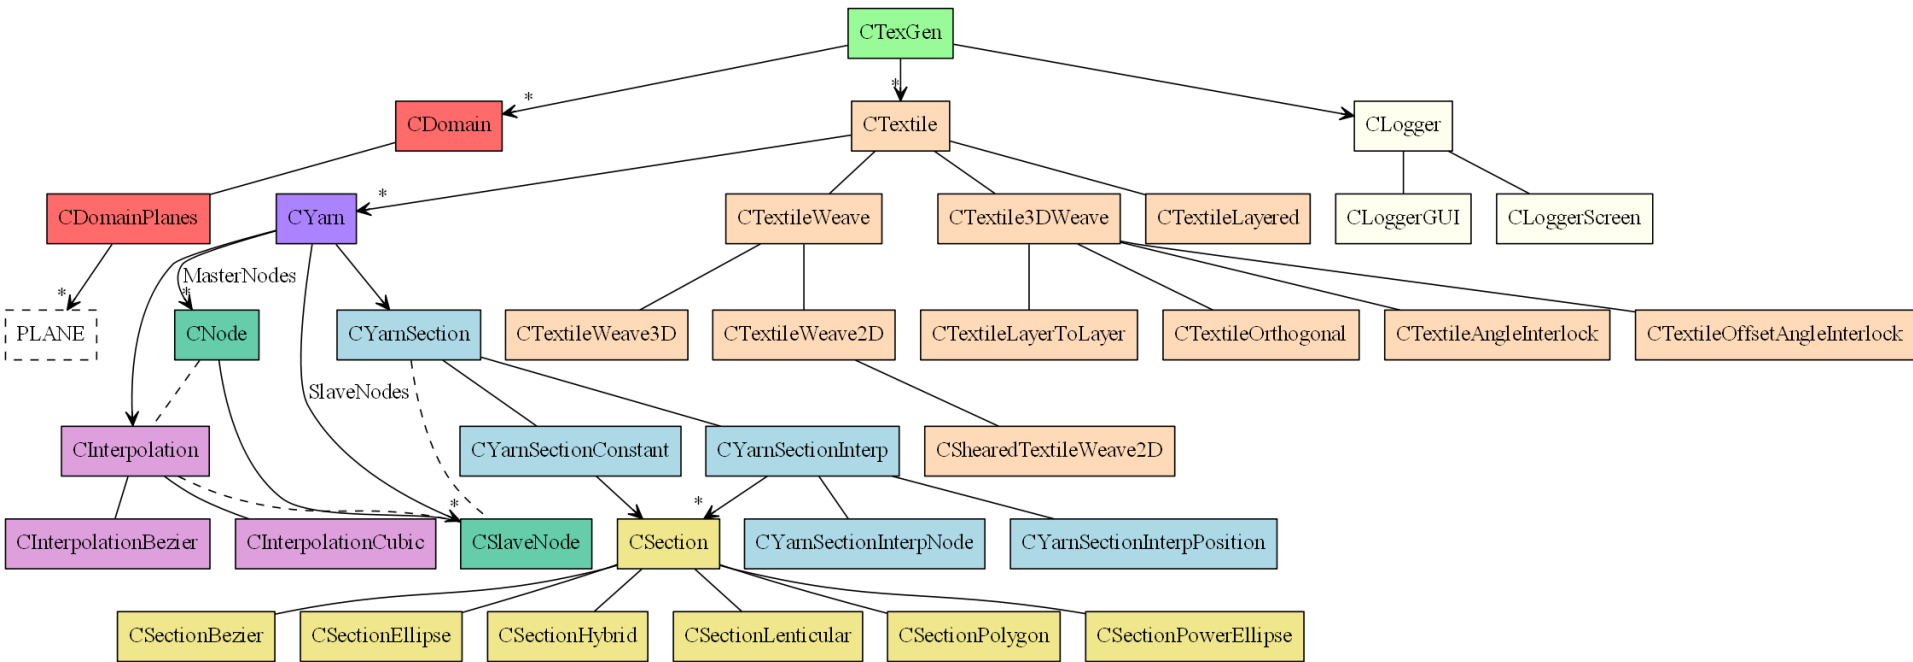 CTexGen
*
*
CDomain
CTextile
CLogger
*
CDomainPlanes
CYarn
CTextileWeave
CTextile3DWeave
CTextileLayered
CLoggerGUI
CLoggerScreen
MasterNodes
*
*
PLANE
CNode
CYarnSection
CTextileWeave3D
CTextileWeave2D
CTextileLayerToLayer
CTextileOrthogonal
CTextileAngleInterlock
CTextileOffsetAngleInterlock
SlaveNodes
CInterpolation
CYarnSectionConstant
CYarnSectionInterp
CShearedTextileWeave2D
*
*
CInterpolationBezier
CInterpolationCubic
CSlaveNode
CSection
CYarnSectionInterpNode
CYarnSectionInterpPosition
CSectionBezier
CSectionEllipse
CSectionHybrid
CSectionLenticular
CSectionPolygon
CSectionPowerEllipse